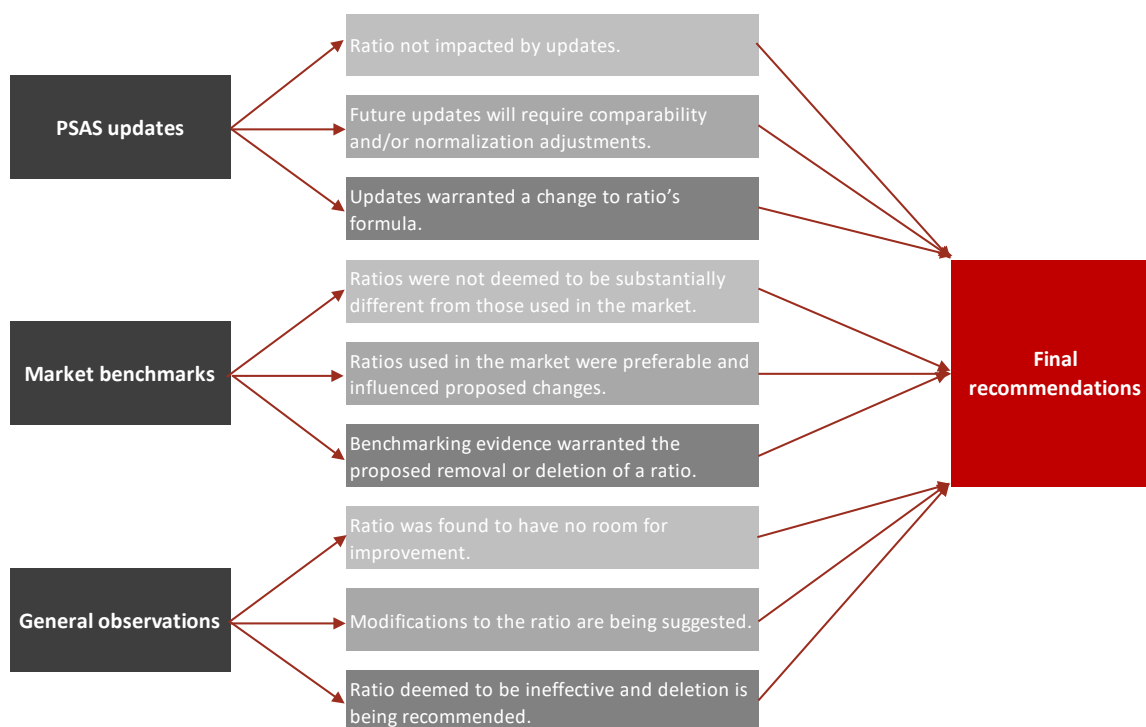 Ratio not impacted by updates.
PSAS updates
Future updates will require comparability
and/or normalization adjustments.
Updates warranted a change to ratio’s
formula.
Ratios were not deemed to be substantially
different from those used in the market.
Market benchmarks
Ratios used in the market were preferable and
influenced proposed changes.
Benchmarking evidence warranted the
proposed removal or deletion of a ratio.
Final
recommendations
Ratio was found to have no room for
improvement.
General observations
Modifications to the ratio are being suggested.
Ratio deemed to be ineffective and deletion is
being recommended.